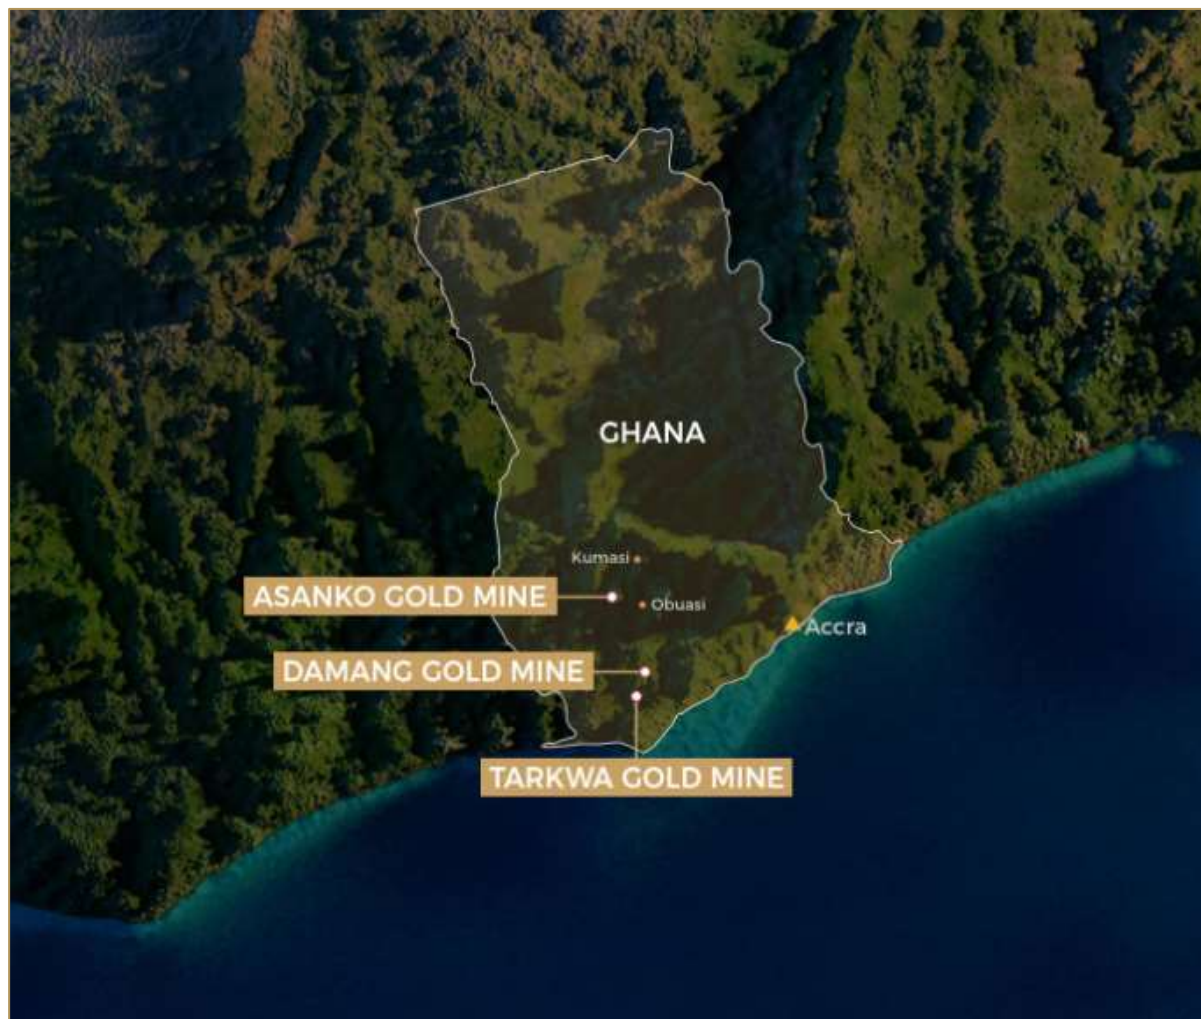 GHANA
Kumasi
ASANKO GOLD MINE
Obuasi
Accra
DAMANG GOLD MINE
TARKWA GOLD MINE